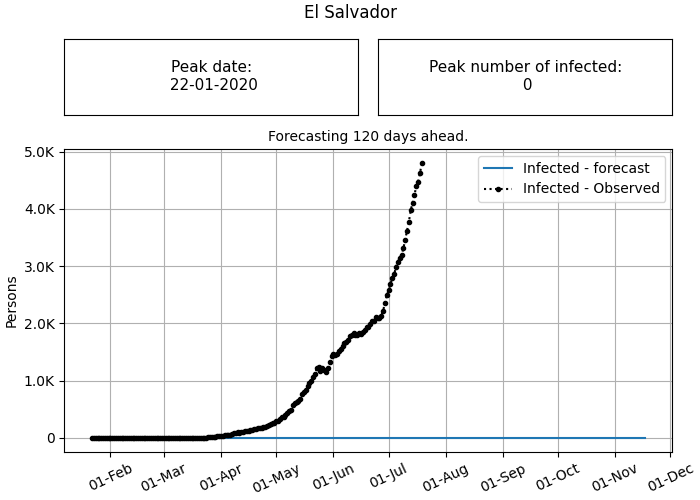 El Salvador
Peak date:
22-01-2020
Peak number of infected:
0
Forecasting 120 days ahead.
5.0K
4.0K
3.0K
2.0K
1.0K
0
Persons
Infected - forecast
Infected - Observed
01-Feb
01-Mar
01-Apr
01-May
01-Jun
01-Jul
01-Aug
01-Sep
01-Oct
01-Nov
01-Dec